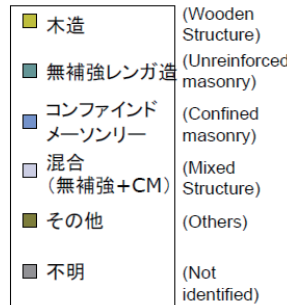 木造
(Wooden
Structure)
無補強レンガ造
(Unreinforced
masonry)
コンファインド
メーソンリー
(Confined
masonry)
混合
(無補強+CM)
(Mixed
Structure)
その他
(Others)
不明
(Not
identified)